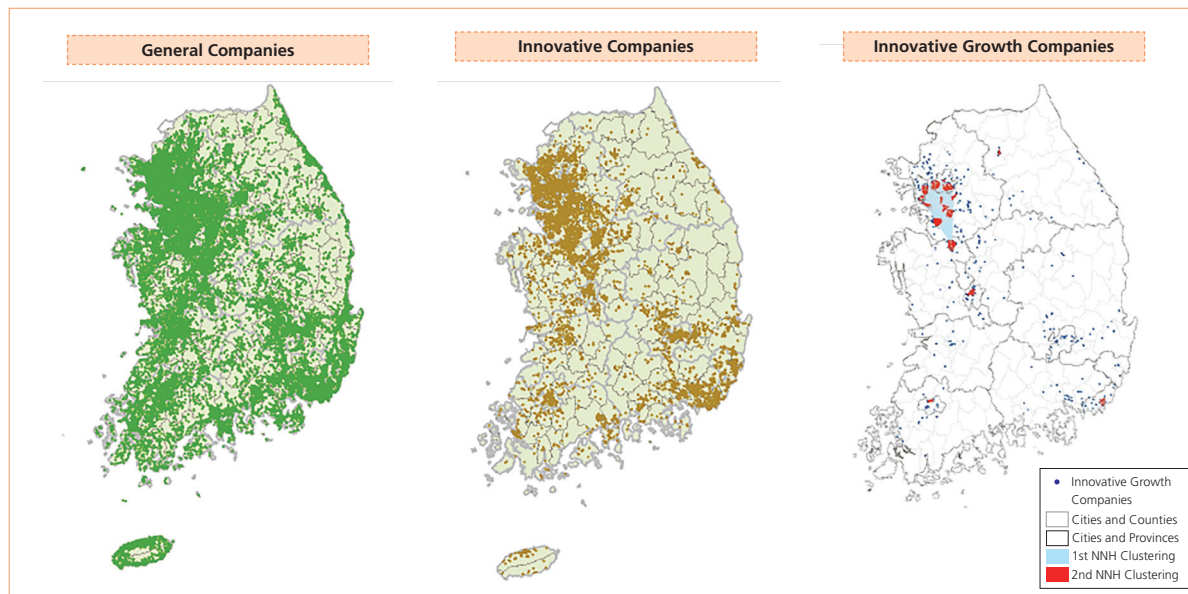 General Companies
Innovative Companies
Innovative Growth Companies
Innovative Growth
Companies
Cities and Counties
Cities and Provinces
1st NNH Clustering
2nd NNH Clustering